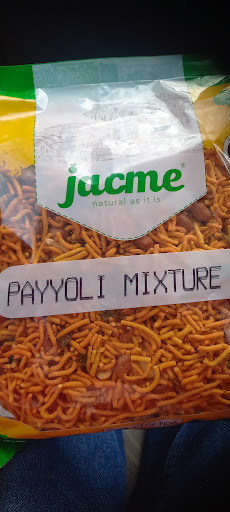 jacme®
natural as it is
PAYYOLI MIXTURE